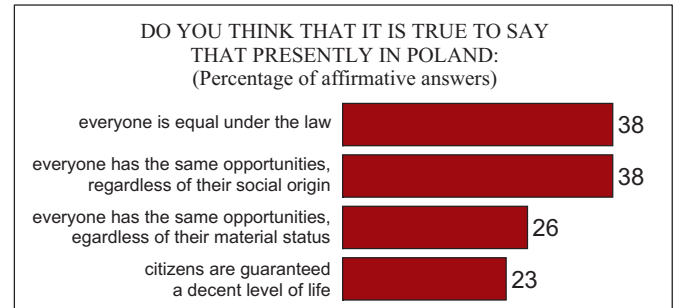 DO YOU THINK THAT IT IS TRUE TO SAY
THAT PRESENTLY IN POLAND:
(Percentage of affirmative answers)
everyone is equal under the law
38
everyone has the same opportunities,
regardless of their social origin
38
everyone has the same opportunities,
egardless of their material status
26
citizens are guaranteed
a decent level of life
23